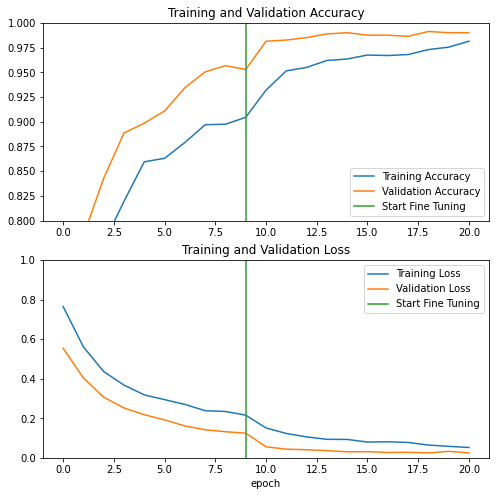 Training and Validation Accuracy
1.000
0.975
0.950
0.925
0.900
0.875
0.850
0.825
0.800
Training Accuracy
Validation Accuracy
Start Fine Tuning
0.0 2.5 5.0 7.5 10.0 12.5 15.0 17.5 20.0
Training and Validation Loss
1.0
0.8
0.6
0.4
0.2
0.0
Training Loss
Validation Loss
Start Fine Tuning
0.0 2.5 5.0 7.5 10.0 12.5 15.0 17.5 20.0
epoch